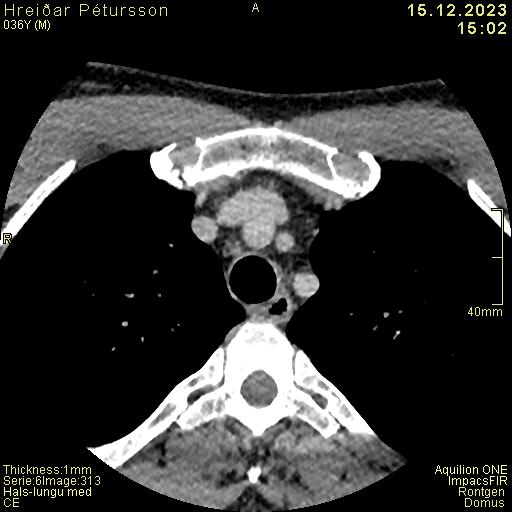 Hreiðar Pétursson
036Y (M)
A
15.12.2023
15:02
R
40mm
Thickness:1mm
Serie:6Image:313
Hals-lungu med
CE
Aquilion ONE
ImpacsFIR
Rontgen
Domus